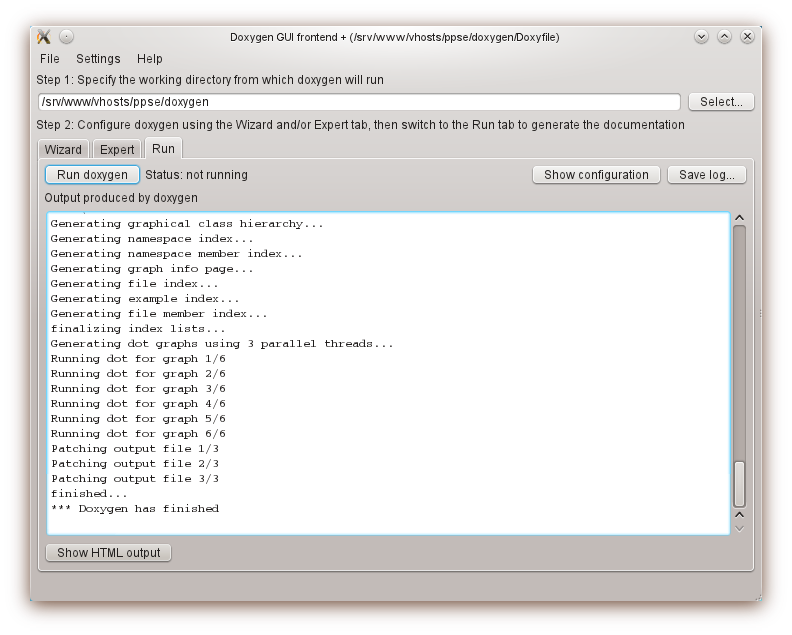 Doxygen GUI frontend + (/srv/www/vhosts/ppse/doxygen/Doxyfile)
File Settings Help
Step 1: Specify the working directory from which doxygen will run
/srv/www/vhosts/ppse/doxygen
Select...
Step 2: Configure doxygen using the Wizard and/or Expert tab, then switch to the Run tab to generate the documentation
Wizard Expert Run
Run doxygen Status: not running Show configuration Save log...
Output produced by doxygen
Generating graphical class hierarchy...
Generating namespace index...
Generating namespace member index...
Generating graph info page...
Generating file index...
Generating example index...
Generating file member index...
finalizing index lists...
Generating dot graphs using 3 parallel threads...
Running dot for graph 1/6
Running dot for graph 2/6
Running dot for graph 3/6
Running dot for graph 4/6
Running dot for graph 5/6
Running dot for graph 6/6
Patching output file 1/3
Patching output file 2/3
Patching output file 3/3
finished...
*** Doxygen has finished
Show HTML output